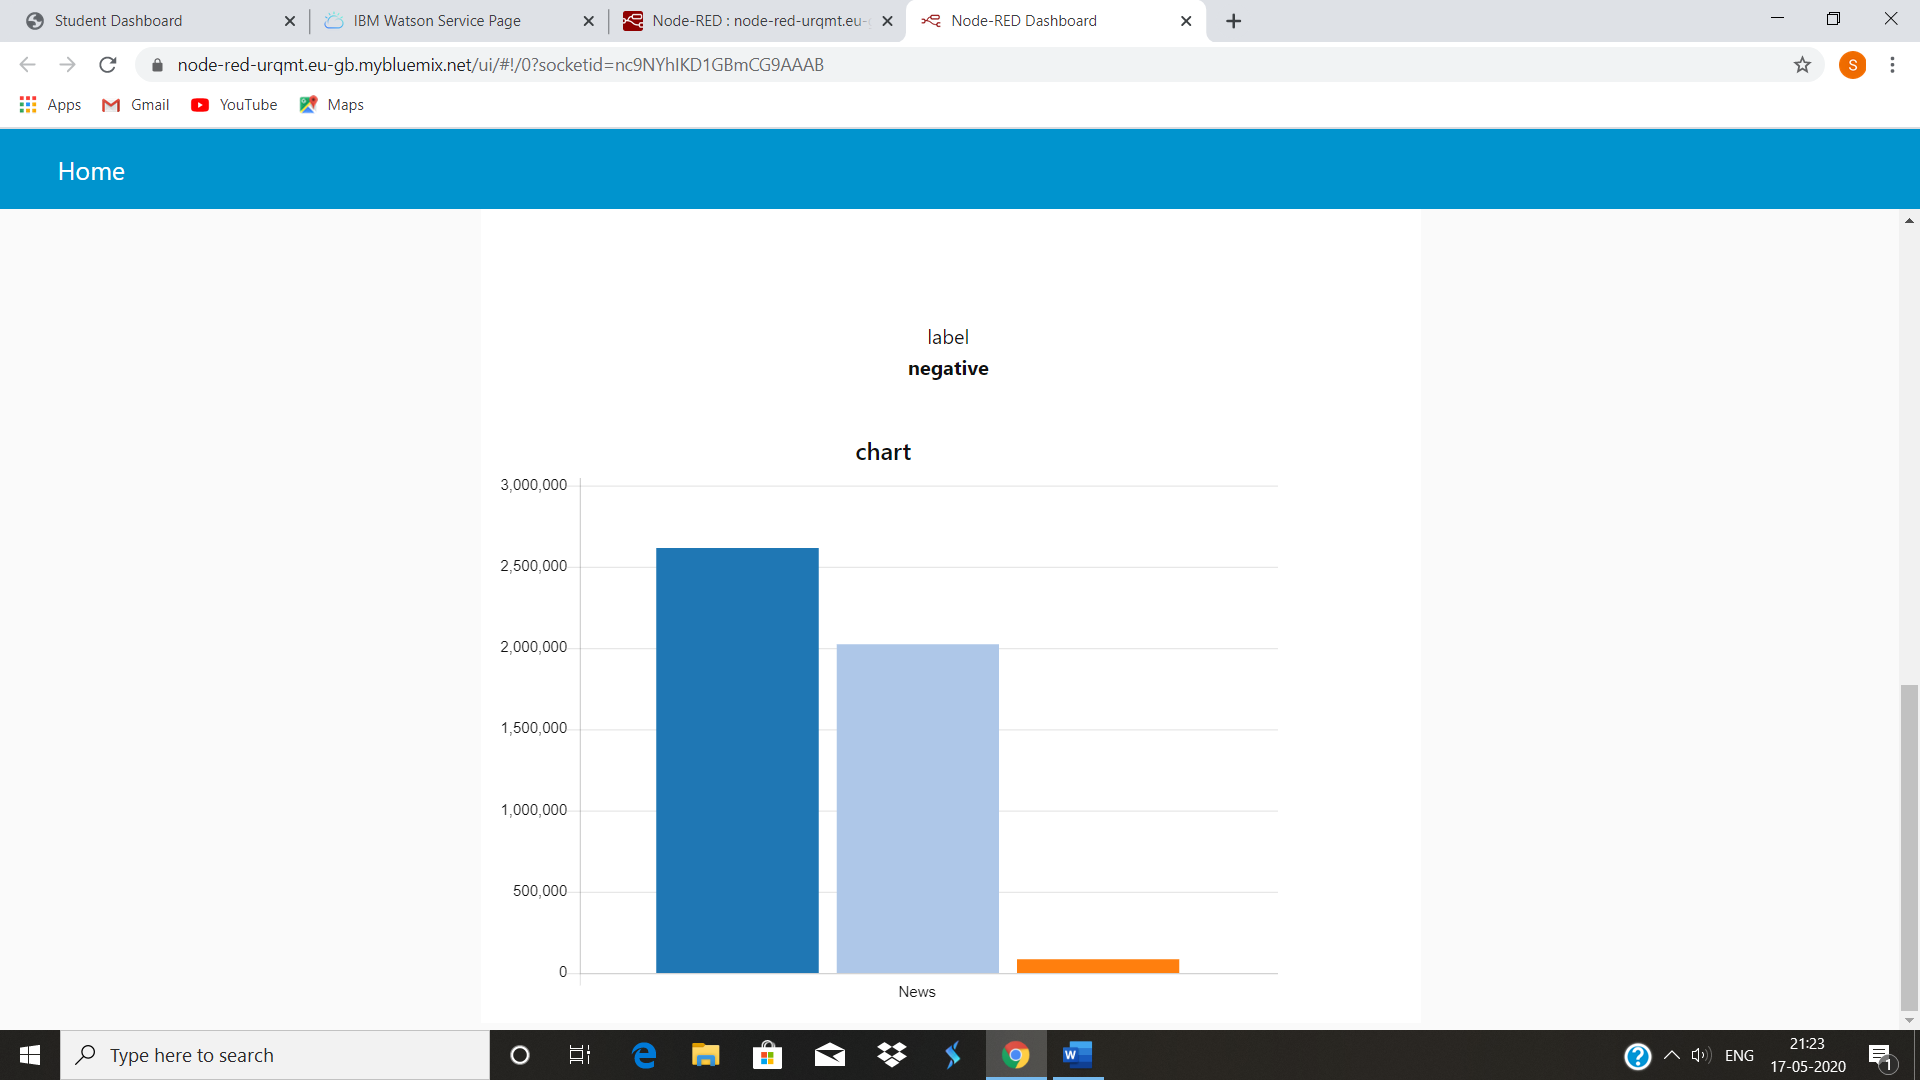 Student Dashboard
IBM Watson Service Page
Node-RED : node-red-urqmt.eu-
Node-RED Dashboard
node-red-urqmt.eu-gb.mybluemix.net/ui/#!/0?socketid=nc9NYhlKD1GBmCG9AAAB
S
Apps
Gmail
YouTube
Maps
Home
label
negative
chart
3,000,000
2,500,000
2,000,000
1,500,000
1,000,000
500,000
0
News
Type here to search
ENG
21:23
17-05-2020
1